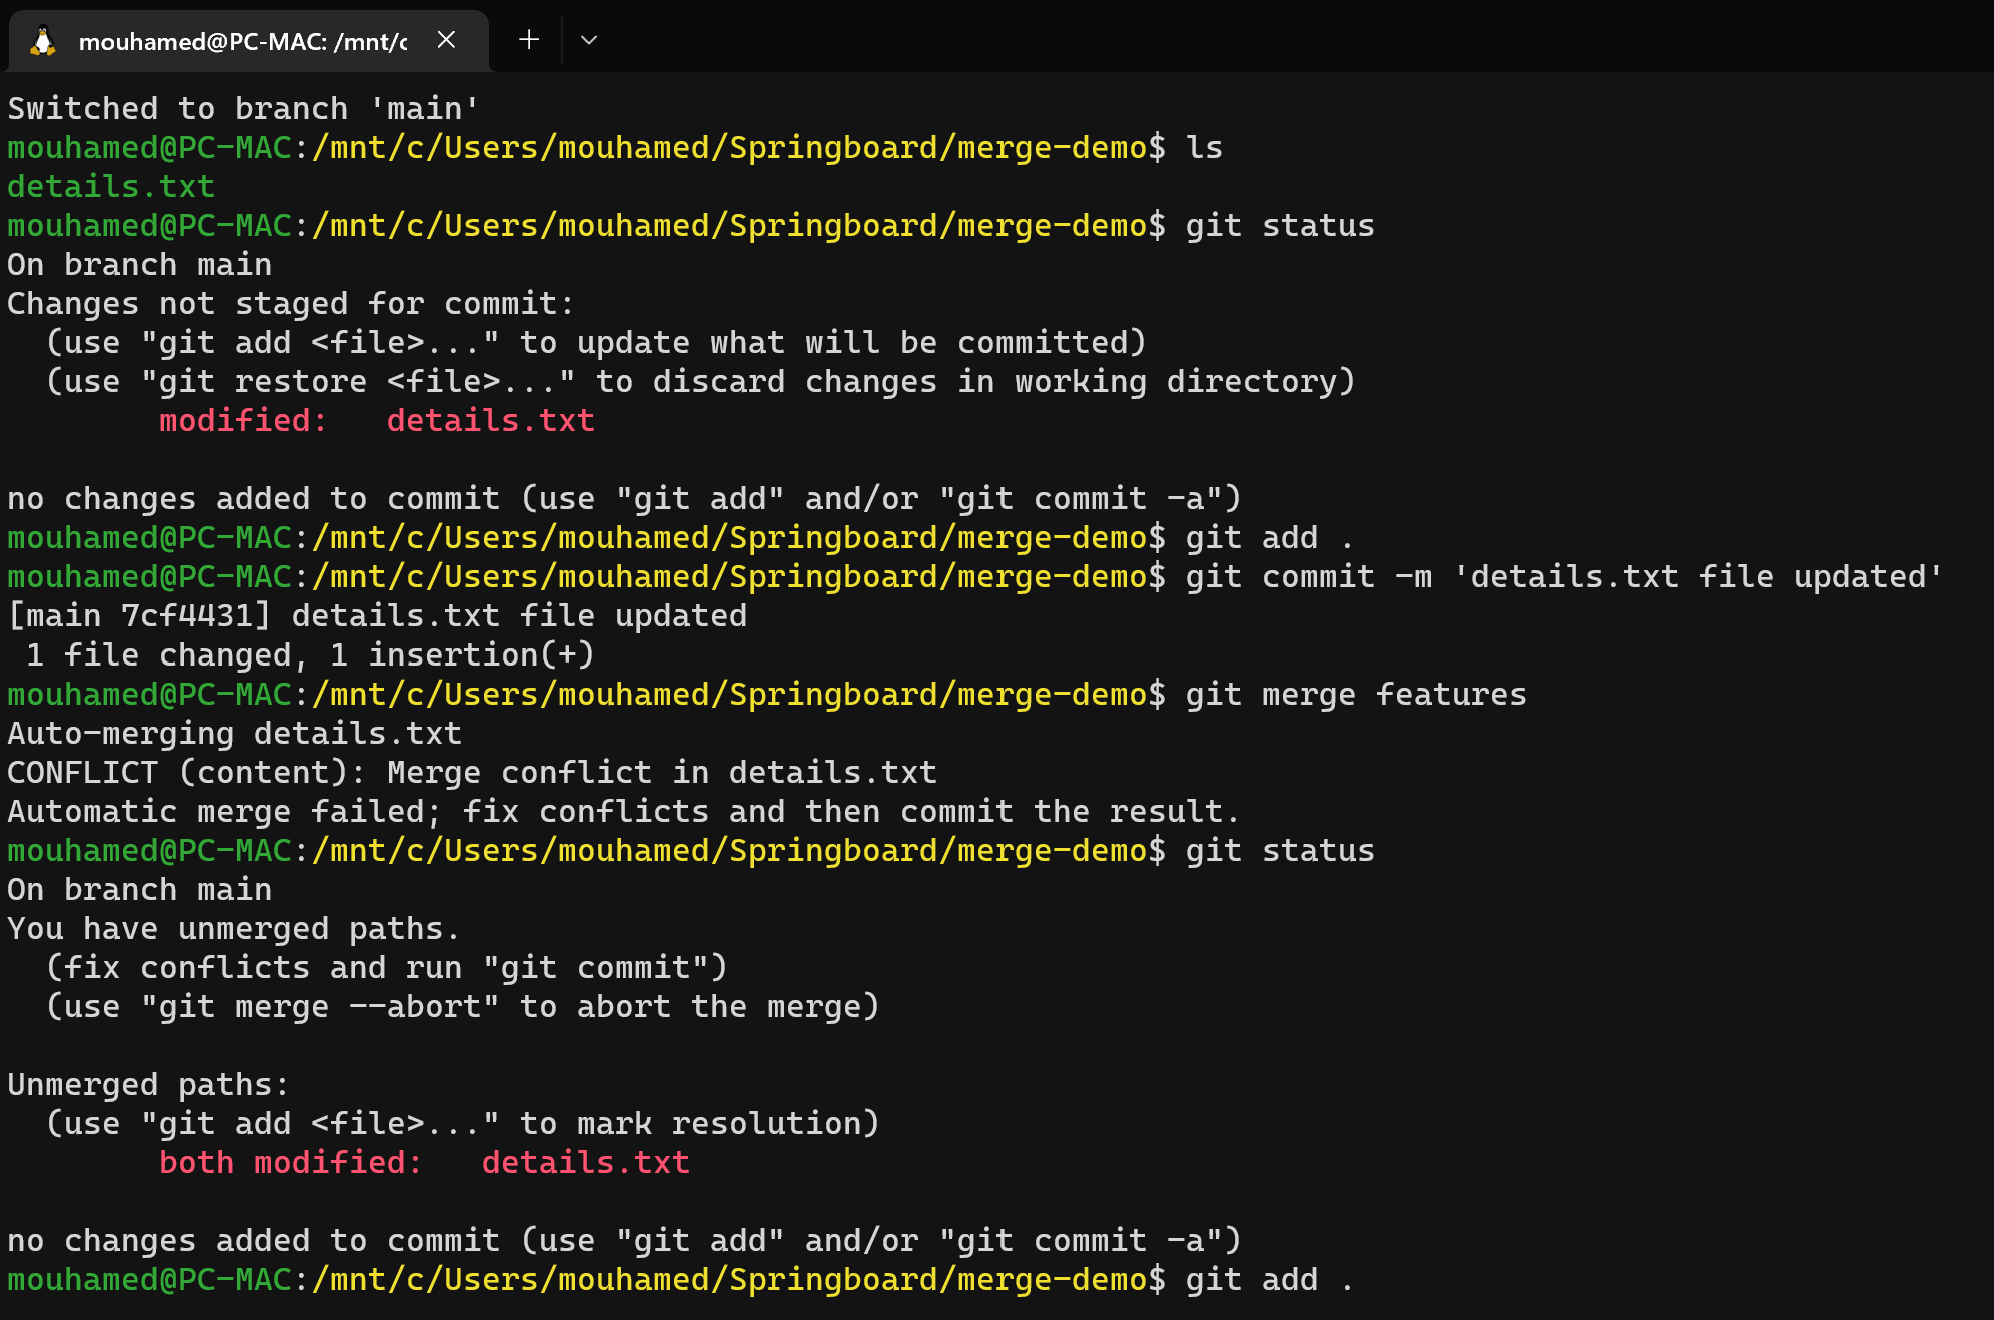 mouhamed@PC-MAC: /mnt/c
Switched to branch 'main'
mouhamed@PC-MAC:/mnt/c/Users/mouhamed/Springboard/merge-demo$ ls
details.txt
mouhamed@PC-MAC:/mnt/c/Users/mouhamed/Springboard/merge-demo$ git status
On branch main
Changes not staged for commit:
  (use "git add <file>..." to update what will be committed)
  (use "git restore <file>..." to discard changes in working directory)
        modified:   details.txt

no changes added to commit (use "git add" and/or "git commit -a")
mouhamed@PC-MAC:/mnt/c/Users/mouhamed/Springboard/merge-demo$ git add .
mouhamed@PC-MAC:/mnt/c/Users/mouhamed/Springboard/merge-demo$ git commit -m 'details.txt file updated'
[main 7cf4431] details.txt file updated
 1 file changed, 1 insertion(+)
mouhamed@PC-MAC:/mnt/c/Users/mouhamed/Springboard/merge-demo$ git merge features
Auto-merging details.txt
CONFLICT (content): Merge conflict in details.txt
Automatic merge failed; fix conflicts and then commit the result.
mouhamed@PC-MAC:/mnt/c/Users/mouhamed/Springboard/merge-demo$ git status
On branch main
You have unmerged paths.
  (fix conflicts and run "git commit")
  (use "git merge --abort" to abort the merge)

Unmerged paths:
  (use "git add <file>..." to mark resolution)
        both modified:   details.txt

no changes added to commit (use "git add" and/or "git commit -a")
mouhamed@PC-MAC:/mnt/c/Users/mouhamed/Springboard/merge-demo$ git add .